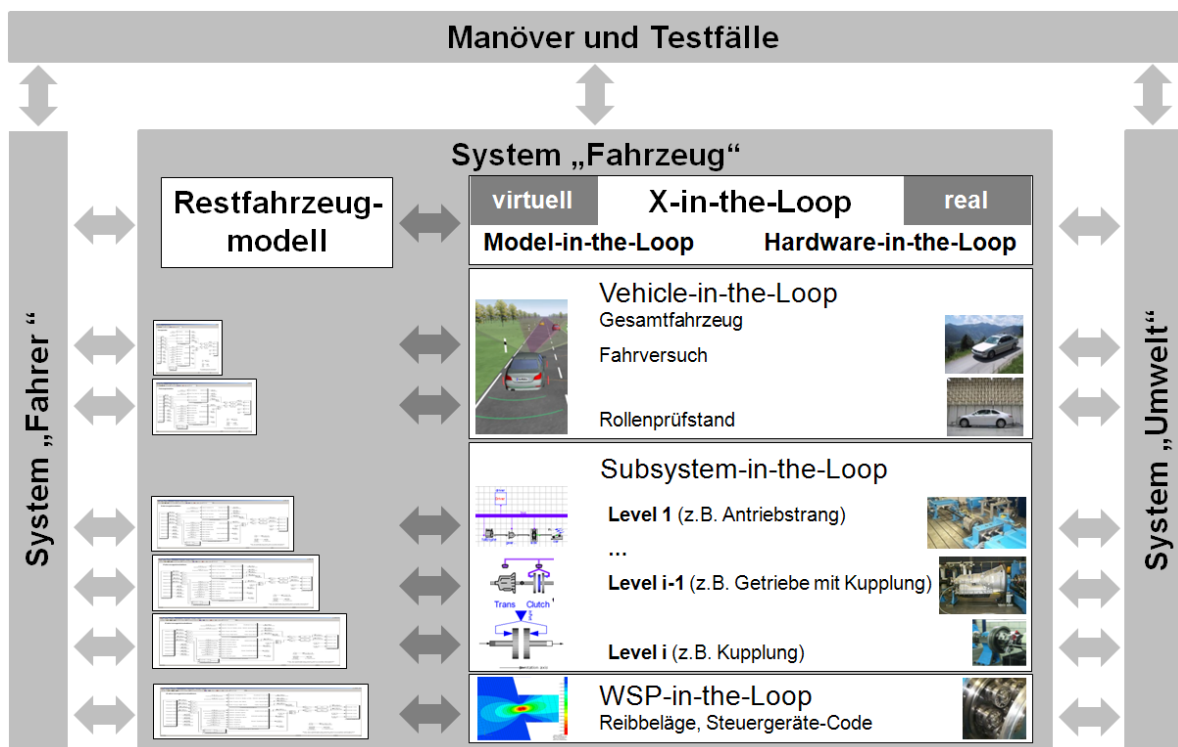 Manöver und Testfälle
System „Fahrer“
System „Fahrzeug“
System „Umwelt“
Restfahrzeug-
modell
virtuell
X-in-the-Loop
real
Model-in-the-Loop
Hardware-in-the-Loop
Vehicle-in-the-Loop
Gesamtfahrzeug
Fahrversuch
Rollenprüfstand
Subsystem-in-the-Loop
Level 1 (z.B. Antriebstrang)
...
Level i-1 (z.B. Getriebe mit Kupplung)
Trans Clutch
Level i (z.B. Kupplung)
WSP-in-the-Loop
Reibbeläge, Steuergeräte-Code